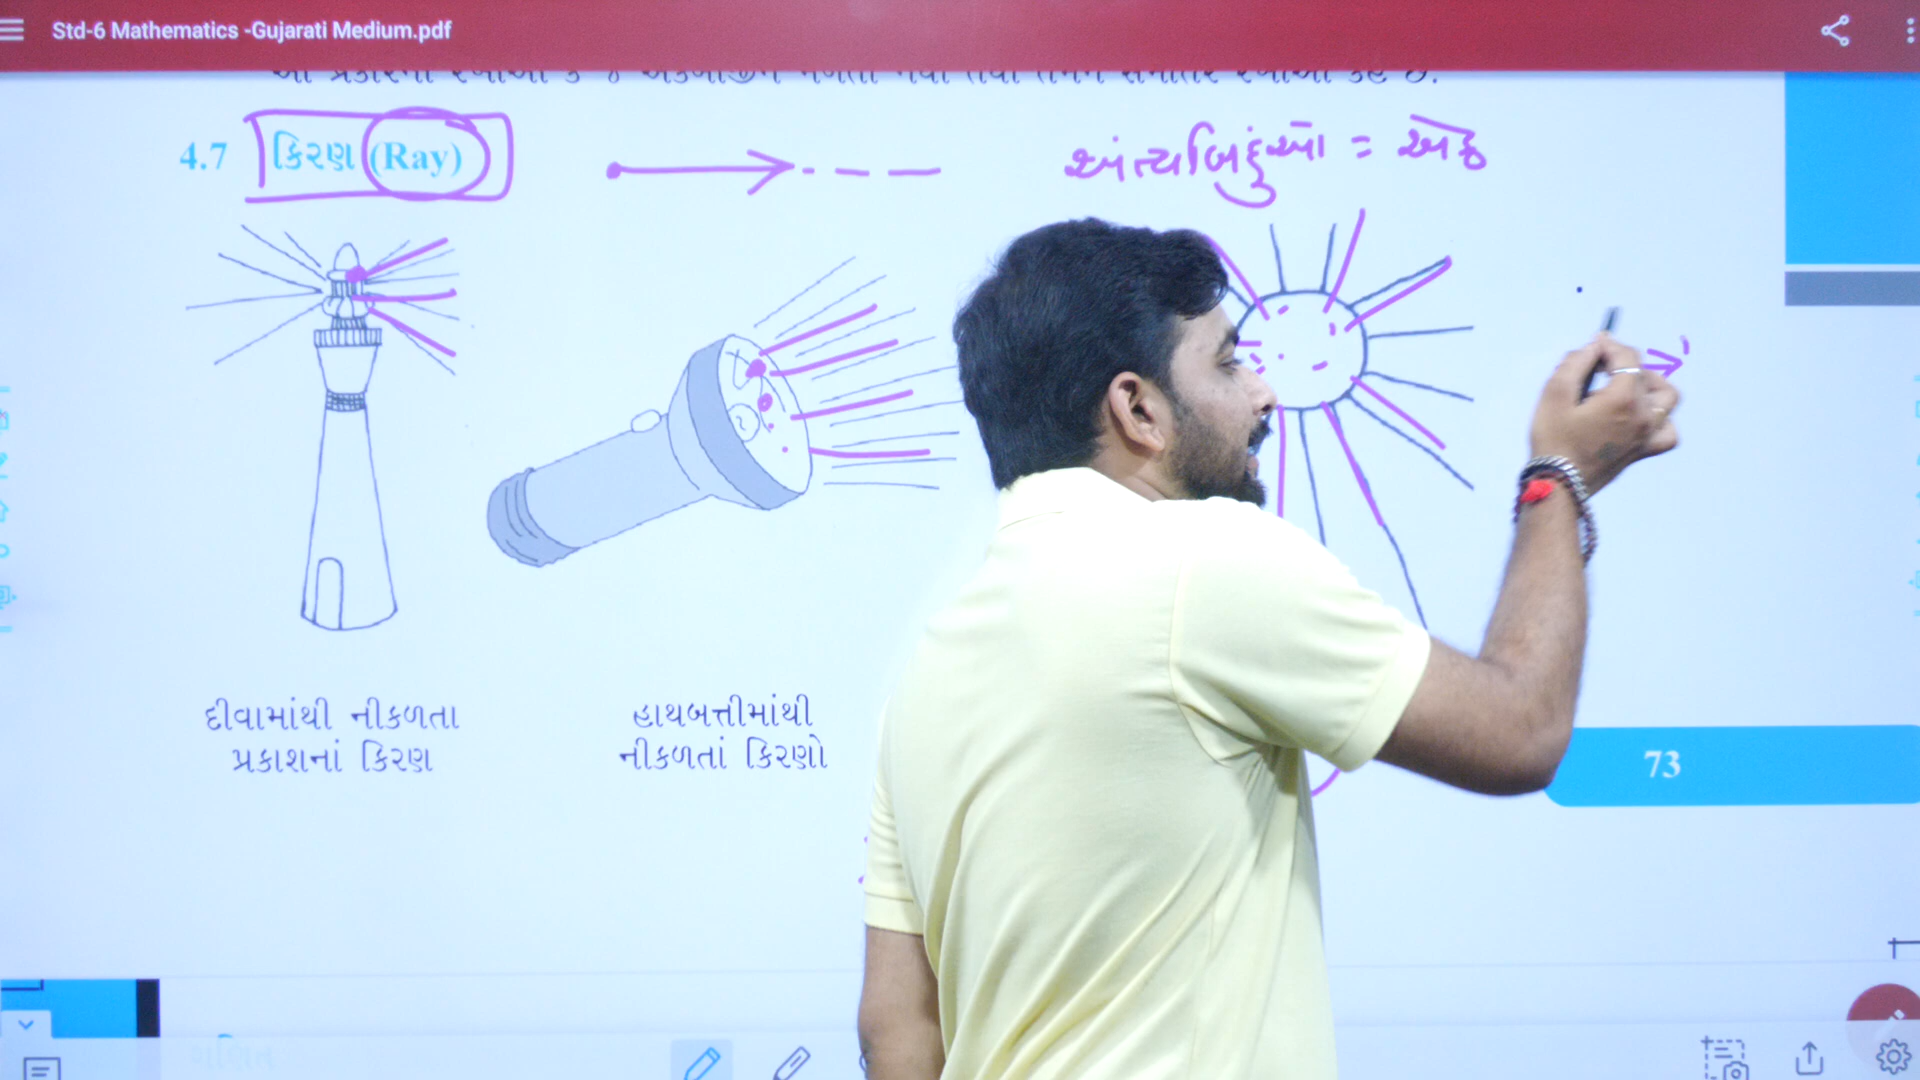 Std-6 Mathematics -Gujarati Medium.pdf
4.7 કિરણ (Ray)
અંત્યબિંદુઓ = એક
દીવામાંથી નીકળતા
પ્રકાશનાં કિરણ
હાથબત્તીમાંથી
નીકળતાં કિરણો
73
ગણિત